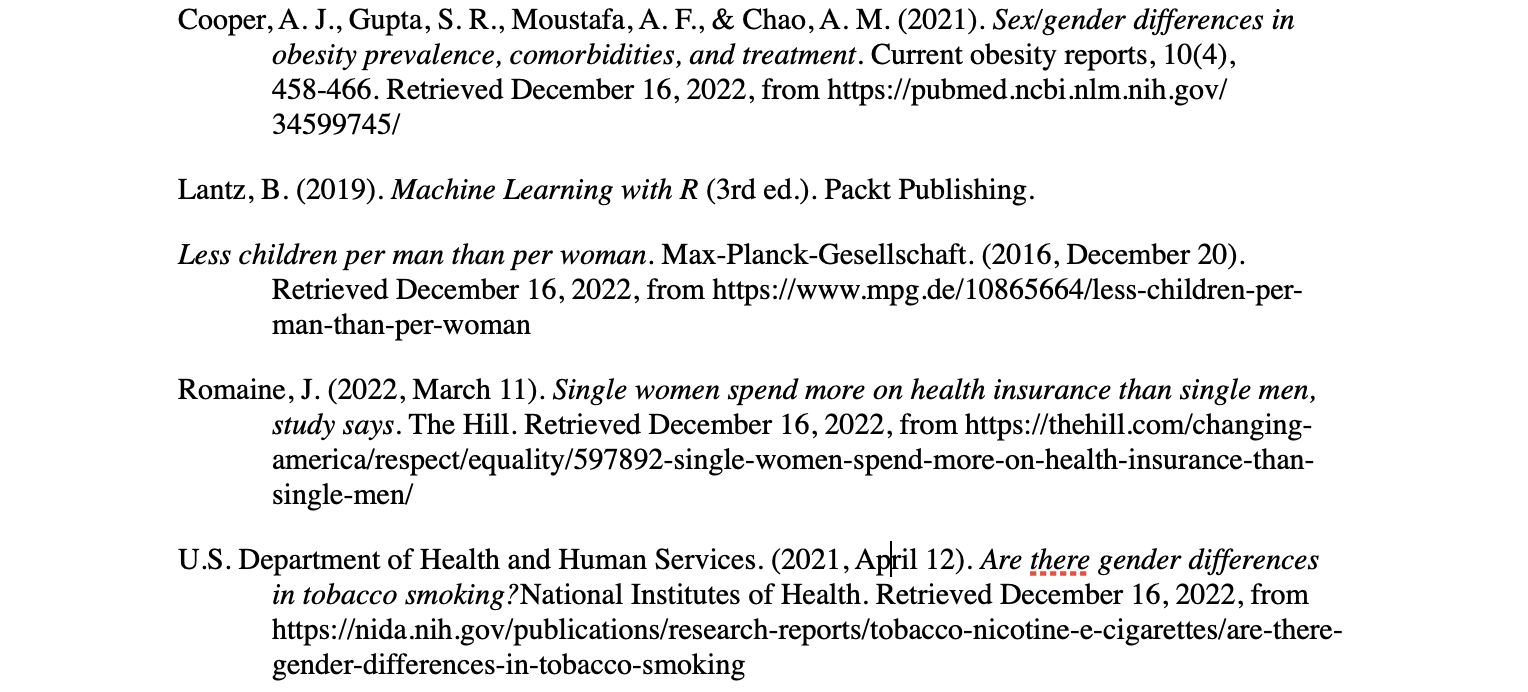 Cooper, A. J., Gupta, S. R., Moustafa, A. F., & Chao, A. M. (2021). Sex/gender differences in
obesity prevalence, comorbidities, and treatment. Current obesity reports, 10(4),
458-466. Retrieved December 16, 2022, from https://pubmed.ncbi.nlm.nih.gov/
34599745/
Lantz, B. (2019). Machine Learning with R (3rd ed.). Packt Publishing.
Less children per man than per woman. Max-Planck-Gesellschaft. (2016, December 20).
Retrieved December 16, 2022, from https://www.mpg.de/10865664/less-children-per-
man-than-per-woman
Romaine, J. (2022, March 11). Single women spend more on health insurance than single men,
study says. The Hill. Retrieved December 16, 2022, from https://thehill.com/changing-
america/respect/equality/597892-single-women-spend-more-on-health-insurance-than-
single-men/
U.S. Department of Health and Human Services. (2021, April 12). Are there gender differences
in tobacco smoking?National Institutes of Health. Retrieved December 16, 2022, from
https://nida.nih.gov/publications/research-reports/tobacco-nicotine-e-cigarettes/are-there-
gender-differences-in-tobacco-smoking